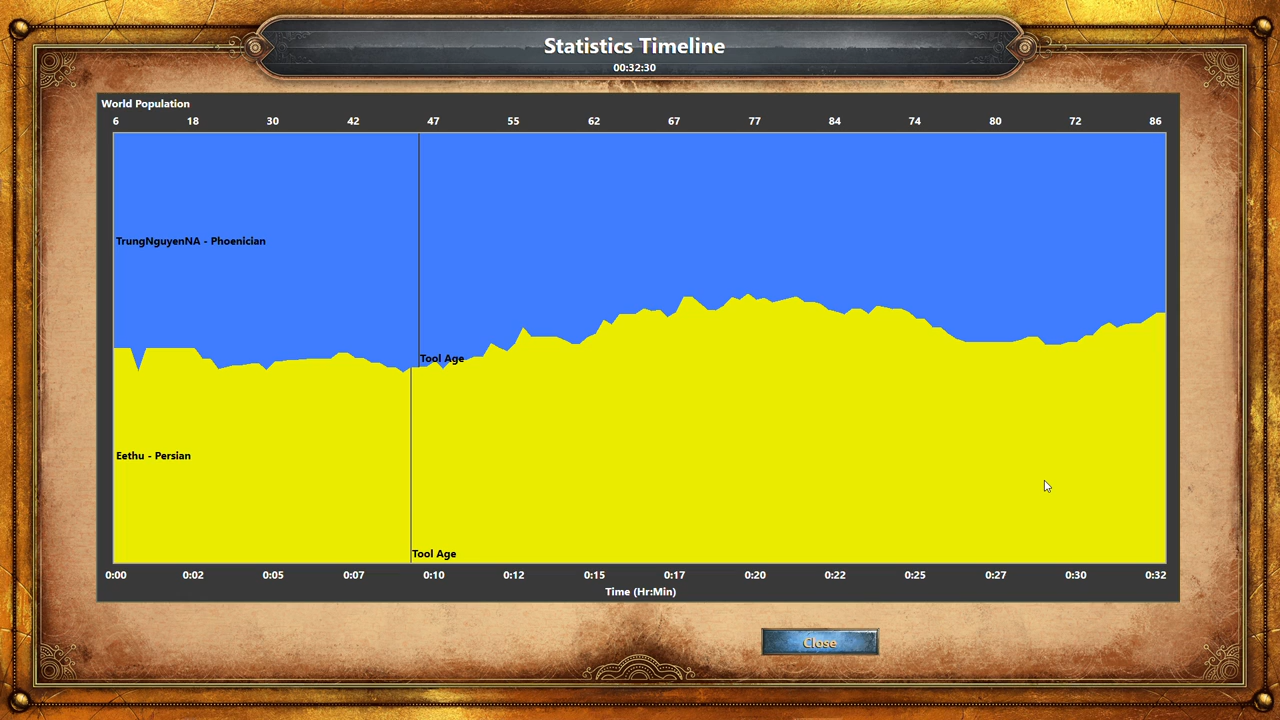 Statistics Timeline
00:32:30
World Population
6 18 30 42 47 55 62 67 77 84 74 80 72 86
TrungNguyenNA - Phoenician
Tool Age
Eethu - Persian
Tool Age
0:00 0:02 0:05 0:07 0:10 0:12 0:15 0:17 0:20 0:22 0:25 0:27 0:30 0:32
Time (Hr:Min)
Close